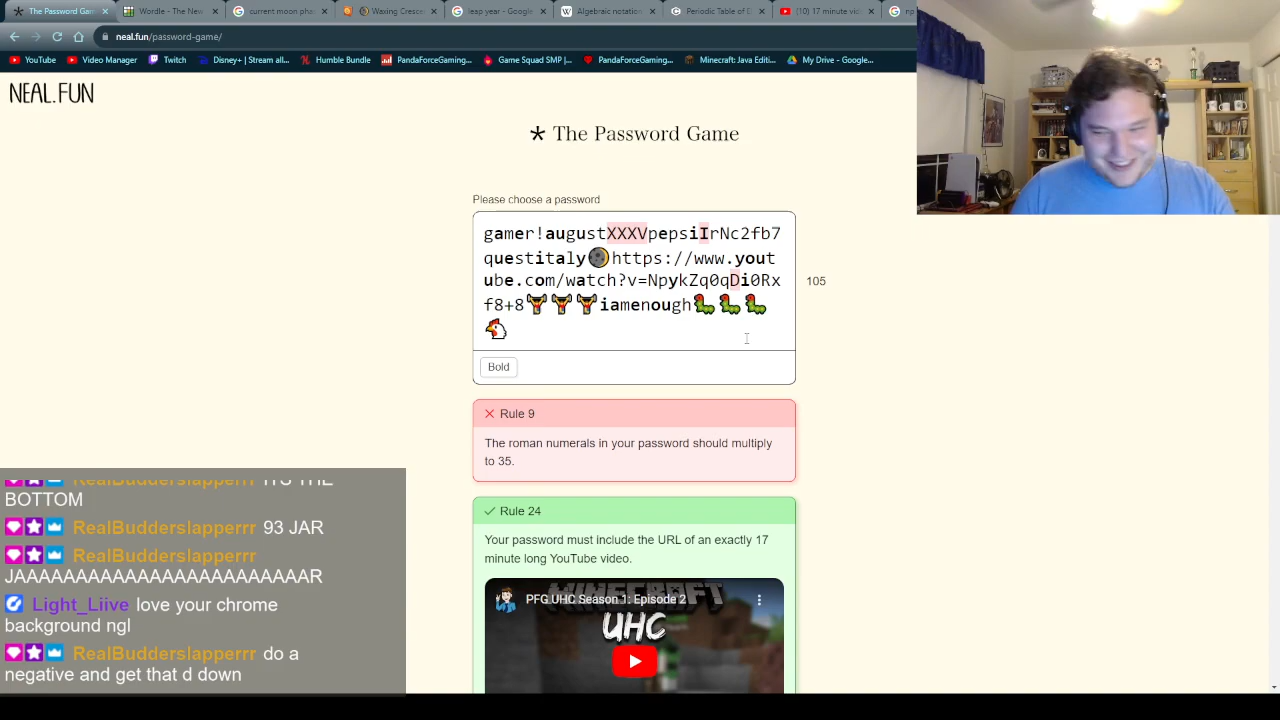 The Password Game
Wordle - The New
current moon pha
Waxing Crescen
leap year - Google
Algebraic notation
Periodic Table of E
(10) 17 minute vide
np
neal.fun/password-game/
YouTube
Video Manager
Twitch
Disney+ | Stream all...
Humble Bundle
PandaForceGaming...
Game Squad SMP |...
PandaForceGaming...
Minecraft: Java Editi...
My Drive - Google...
NEAL.FUN
* The Password Game
Please choose a password
gamer!augustXXXVpepsiIrNc2fb7
questitaly🌘https://www.yout
ube.com/watch?v=NpykZq0qDi0Rx
f8+8🏋️🏋️🏋️iamenough🐛🐛🐛
🐔
105
Bold
Rule 9
The roman numerals in your password should multiply
to 35.
Rule 24
Your password must include the URL of an exactly 17
minute long YouTube video.
MINECRAFT
PFG UHC Season 1: Episode 2
UHC
RealBudderslapperrr ITS THE
BOTTOM
RealBudderslapperrr 93 JAR
RealBudderslapperrr
JAAAAAAAAAAAAAAAAAAAAAAAR
Light_Liive love your chrome
background ngl
RealBudderslapperrr do a
negative and get that d down